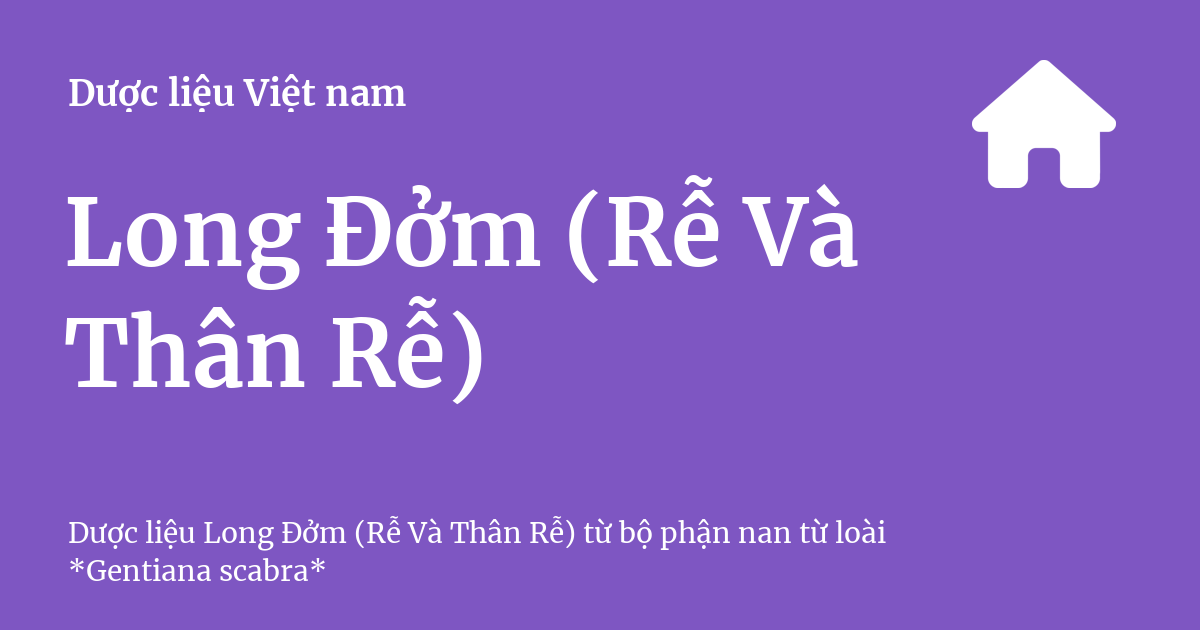 Dược liệu Việt nam
Long Đởm (Rễ Và
Thân Rễ)
Dược liệu Long Đởm (Rễ Và Thân Rễ) từ bộ phận nan từ loài
*Gentiana scabra*